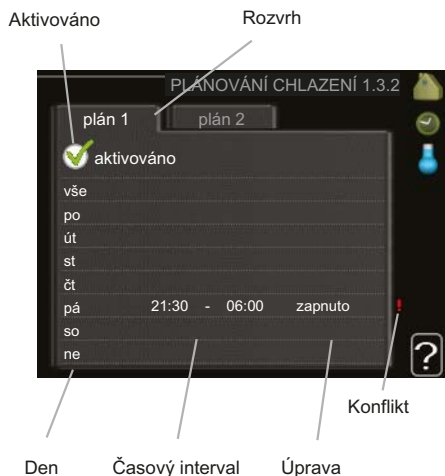 Aktivováno Rozvrh
PLÁNOVÁNÍ CHLAZENÍ 1.3.2
plán 1 plán 2
aktivováno
vše
po
út
st
čt
pá 21:30 - 06:00 zapnuto !
so
ne
?
Konflikt
Den Časový interval Úprava